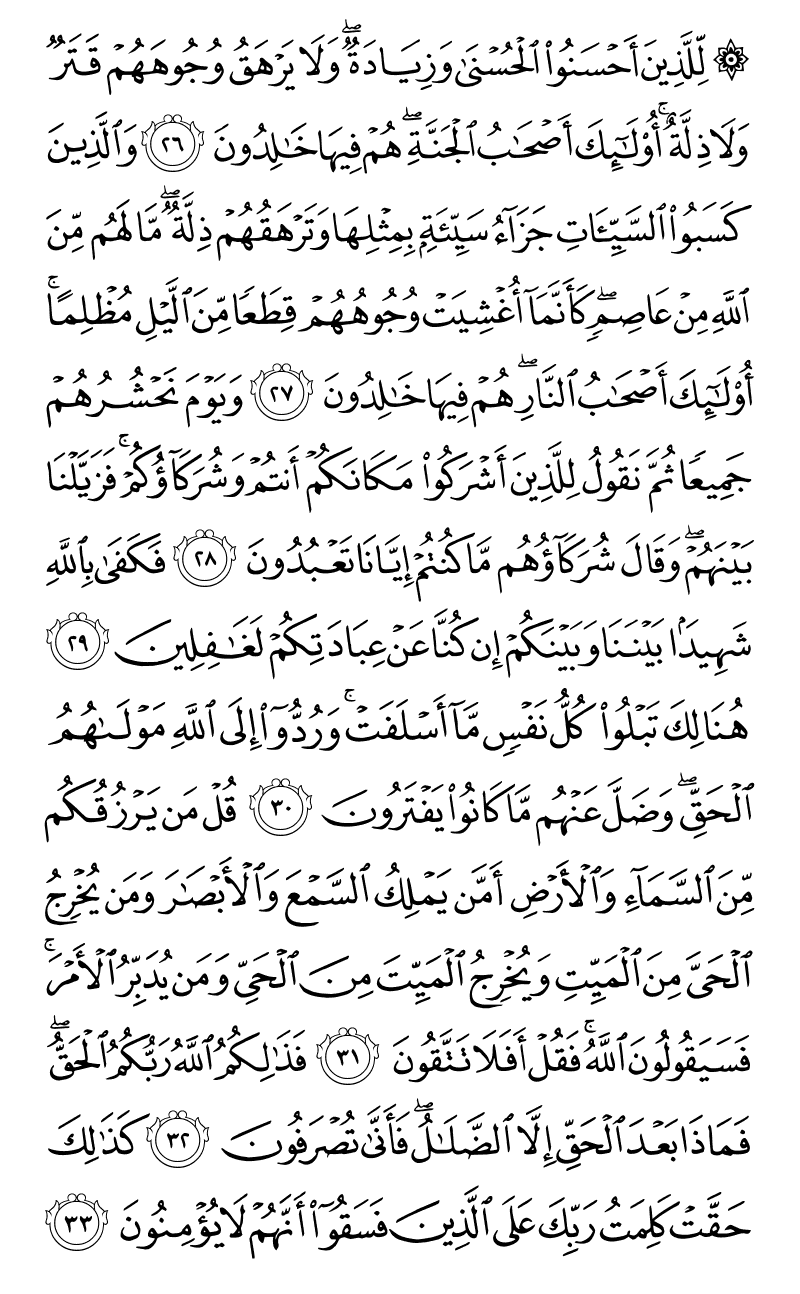 ۞ لِّلَّذِينَ أَحْسَنُوا۟ ٱلْحُسْنَىٰ وَزِيَادَةٌۖ وَلَا يَرْهَقُ وُجُوهَهُمْ قَتَرٌ
وَلَا ذِلَّةٌۚ أُو۟لَٰٓئِكَ أَصْحَٰبُ ٱلْجَنَّةِۖ هُمْ فِيهَا خَٰلِدُونَ ٢٦ وَٱلَّذِينَ
كَسَبُوا۟ ٱلسَّيِّـَٔاتِ جَزَآءُ سَيِّئَةٍۭ بِمِثْلِهَا وَتَرْهَقُهُمْ ذِلَّةٌۖ مَّا لَهُم مِّنَ
ٱللَّهِ مِنْ عَاصِمٍۖ كَأَنَّمَآ أُغْشِيَتْ وُجُوهُهُمْ قِطَعًا مِّنَ ٱلَّيْلِ مُظْلِمًاۚ
أُو۟لَٰٓئِكَ أَصْحَٰبُ ٱلنَّارِۖ هُمْ فِيهَا خَٰلِدُونَ ٢٧ وَيَوْمَ نَحْشُرُهُمْ
جَمِيعًا ثُمَّ نَقُولُ لِلَّذِينَ أَشْرَكُوا۟ مَكَانَكُمْ أَنتُمْ وَشُرَكَآؤُكُمْۚ فَزَيَّلْنَا
بَيْنَهُمْۖ وَقَالَ شُرَكَآؤُهُم مَّا كُنتُمْ إِيَّانَا تَعْبُدُونَ ٢٨ فَكَفَىٰ بِٱللَّهِ
شَهِيدًۢا بَيْنَنَا وَبَيْنَكُمْ إِن كُنَّا عَنْ عِبَادَتِكُمْ لَغَٰفِلِينَ ٢٩
هُنَالِكَ تَبْلُوا۟ كُلُّ نَفْسٍ مَّآ أَسْلَفَتْۚ وَرُدُّوٓا۟ إِلَى ٱللَّهِ مَوْلَىٰهُمُ
ٱلْحَقِّۖ وَضَلَّ عَنْهُم مَّا كَانُوا۟ يَفْتَرُونَ ٣٠ قُلْ مَن يَرْزُقُكُم
مِّنَ ٱلسَّمَآءِ وَٱلْأَرْضِ أَمَّن يَمْلِكُ ٱلسَّمْعَ وَٱلْأَبْصَٰرَ وَمَن يُخْرِجُ
ٱلْحَىَّ مِنَ ٱلْمَيِّتِ وَيُخْرِجُ ٱلْمَيِّتَ مِنَ ٱلْحَىِّ وَمَن يُدَبِّرُ ٱلْأَمْرَۚ
فَسَيَقُولُونَ ٱللَّهُۚ فَقُلْ أَفَلَا تَتَّقُونَ ٣١ فَذَٰلِكُمُ ٱللَّهُ رَبُّكُمُ ٱلْحَقُّۖ
فَمَاذَا بَعْدَ ٱلْحَقِّ إِلَّا ٱلضَّلَٰلُۖ فَأَنَّىٰ تُصْرَفُونَ ٣٢ كَذَٰلِكَ
حَقَّتْ كَلِمَتُ رَبِّكَ عَلَى ٱلَّذِينَ فَسَقُوٓا۟ أَنَّهُمْ لَا يُؤْمِنُونَ ٣٣